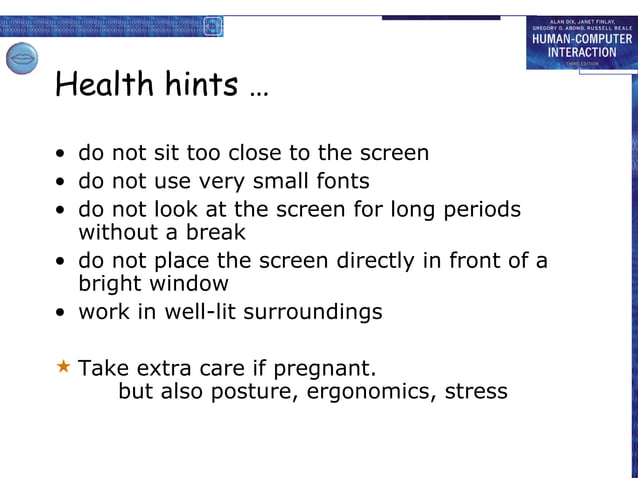 ALAN DIX, JANET FINLAY,
GREGORY D. ABOWD, RUSSELL BEALE
HUMAN-COMPUTER
INTERACTION
THIRD EDITION
Health hints …
• do not sit too close to the screen
• do not use very small fonts
• do not look at the screen for long periods
without a break
• do not place the screen directly in front of a
bright window
• work in well-lit surroundings
★ Take extra care if pregnant.
but also posture, ergonomics, stress